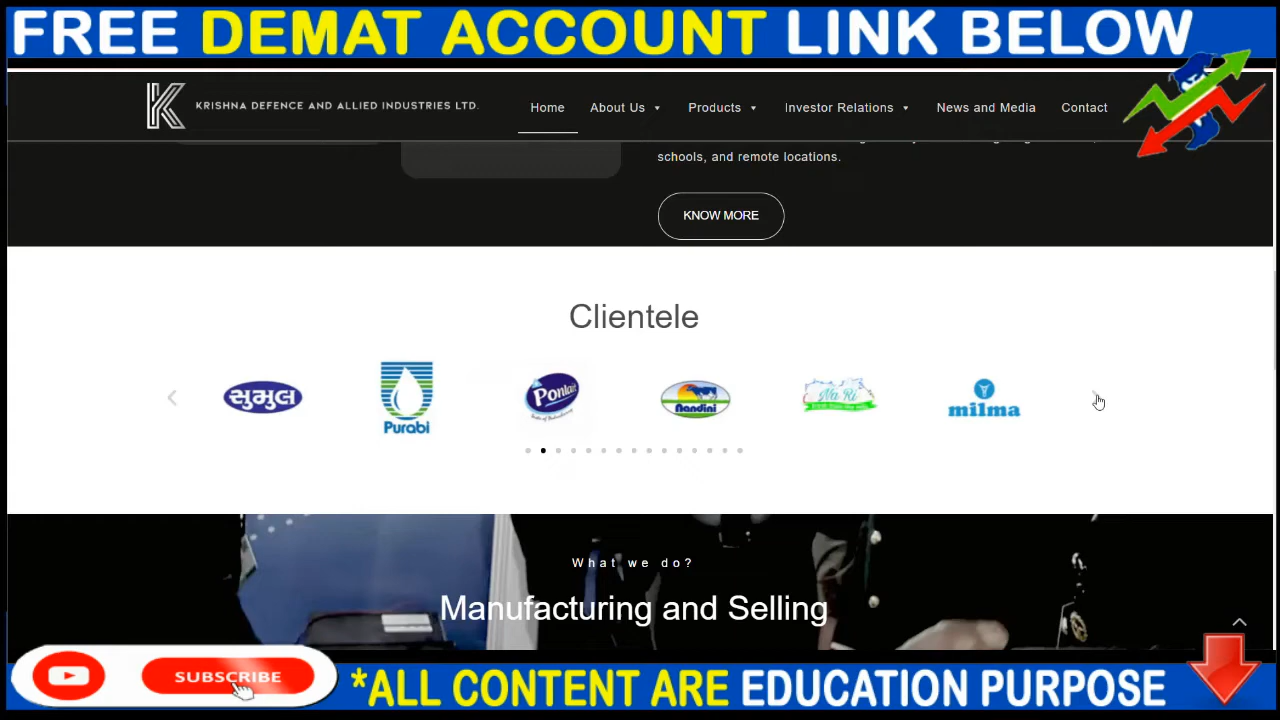 FREE DEMAT ACCOUNT LINK BELOW
K
KRISHNA DEFENCE AND ALLIED INDUSTRIES LTD.
Home
About Us
Products
Investor Relations
News and Media
Contact
schools, and remote locations.
KNOW MORE
Clientele
સુમુલ
Purabi
Ponlait
Nandini
Na Ri
milma
What we do?
Manufacturing and Selling
SUBSCRIBE
*ALL CONTENT ARE EDUCATION PURPOSE